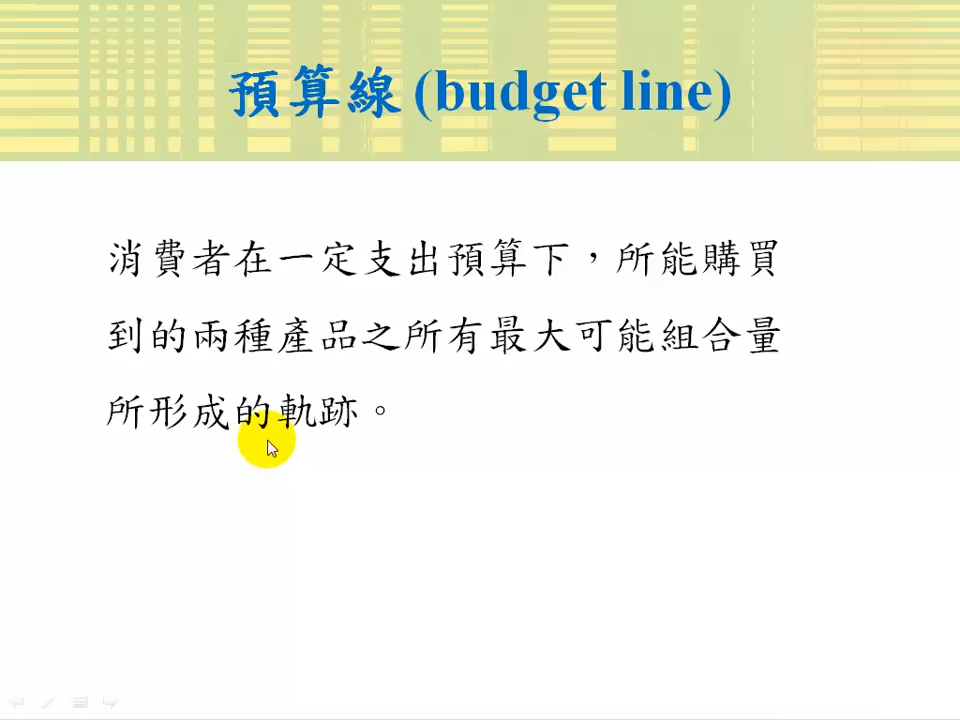 預算線 (budget line)
消費者在一定支出預算下，所能購買
到的兩種產品之所有最大可能組合量
所形成的軌跡。